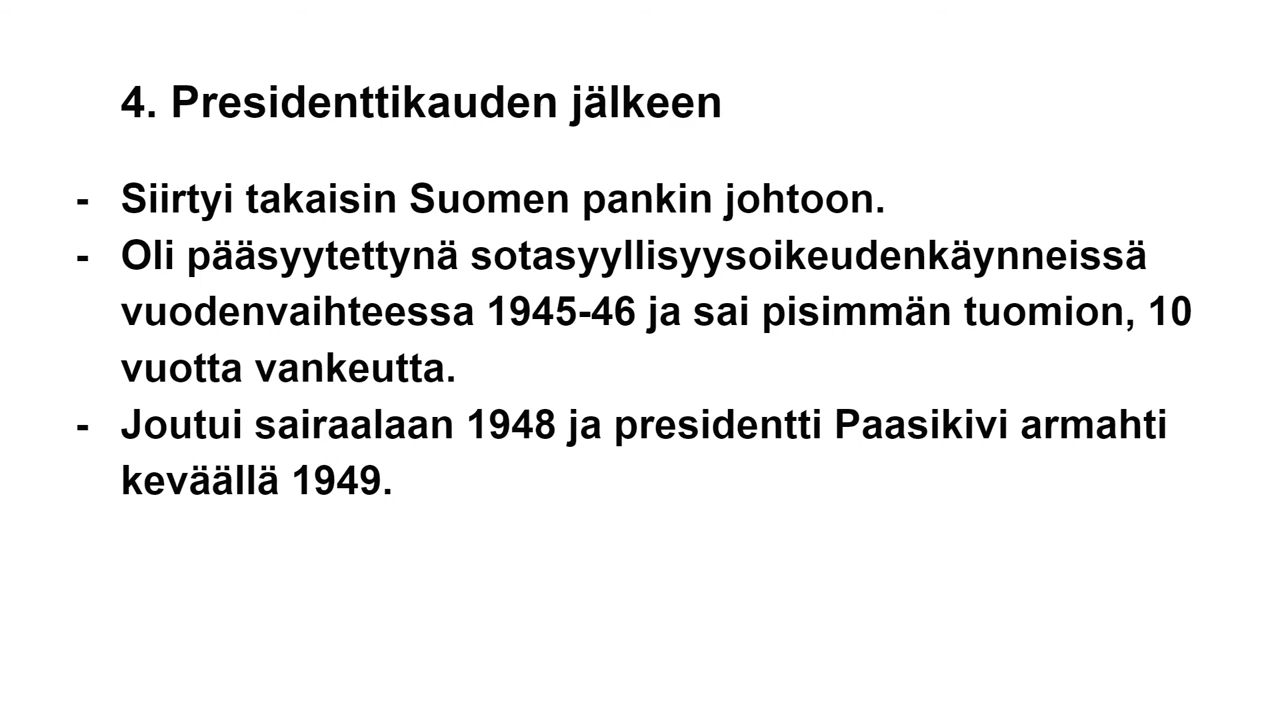 4. Presidenttikauden jälkeen
- Siirtyi takaisin Suomen pankin johtoon.
- Oli pääsyytettynä sotasyyllisyysoikeudenkäynneissä
vuodenvaihteessa 1945-46 ja sai pisimmän tuomion, 10
vuotta vankeutta.
- Joutui sairaalaan 1948 ja presidentti Paasikivi armahti
keväällä 1949.